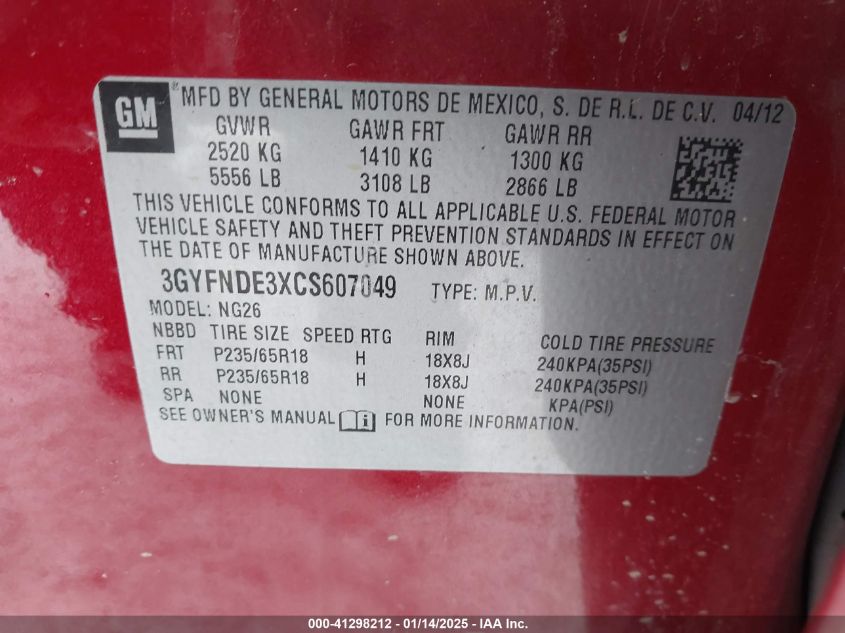 GM ® MFD BY GENERAL MOTORS DE MEXICO, S. DE R.L. DE C.V. 04/12
GVWR GAWR FRT GAWR RR
2520 KG 1410 KG 1300 KG
5556 LB 3108 LB 2866 LB
THIS VEHICLE CONFORMS TO ALL APPLICABLE U.S. FEDERAL MOTOR
VEHICLE SAFETY AND THEFT PREVENTION STANDARDS IN EFFECT ON
THE DATE OF MANUFACTURE SHOWN ABOVE.
3GYFNDE3XCS607049 TYPE: M.P.V.
MODEL: NG26
NBBD TIRE SIZE SPEED RTG RIM COLD TIRE PRESSURE
FRT P235/65R18 H 18X8J 240KPA(35PSI)
RR P235/65R18 H 18X8J 240KPA(35PSI)
SPA NONE NONE KPA(PSI)
SEE OWNER'S MANUAL i FOR MORE INFORMATION.
000-41298212 - 01/14/2025 - IAA Inc.